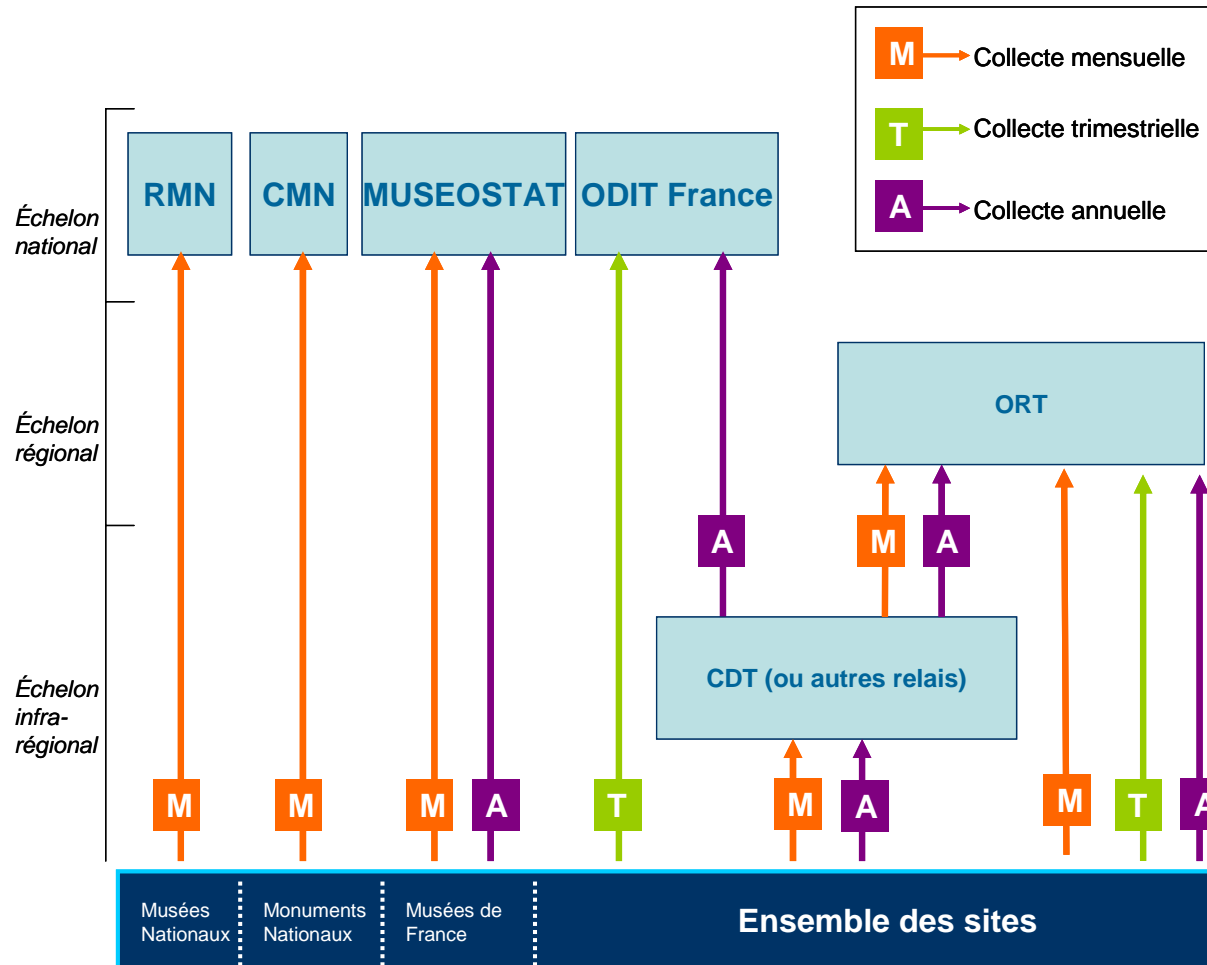 M Collecte mensuelle
T Collecte trimestrielle
A Collecte annuelle
Échelon
national
RMN
CMN
MUSEOSTAT
ODIT France
Échelon
régional
ORT
A
M
A
Échelon
infra-
régional
CDT (ou autres relais)
M
M
M
A
T
M
A
M
T
A
Musées
Nationaux
Monuments
Nationaux
Musées de
France
Ensemble des sites